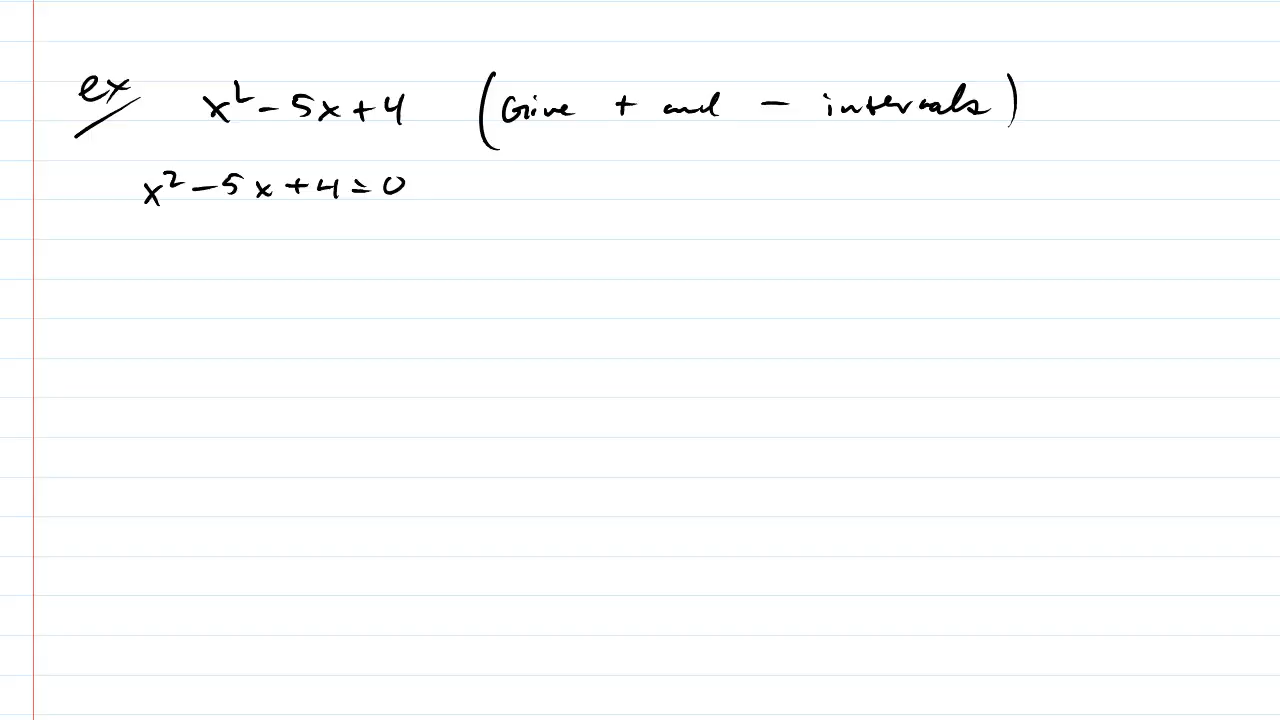 ex x² - 5x + 4 (Give + and - intervals)
x² - 5x + 4 = 0